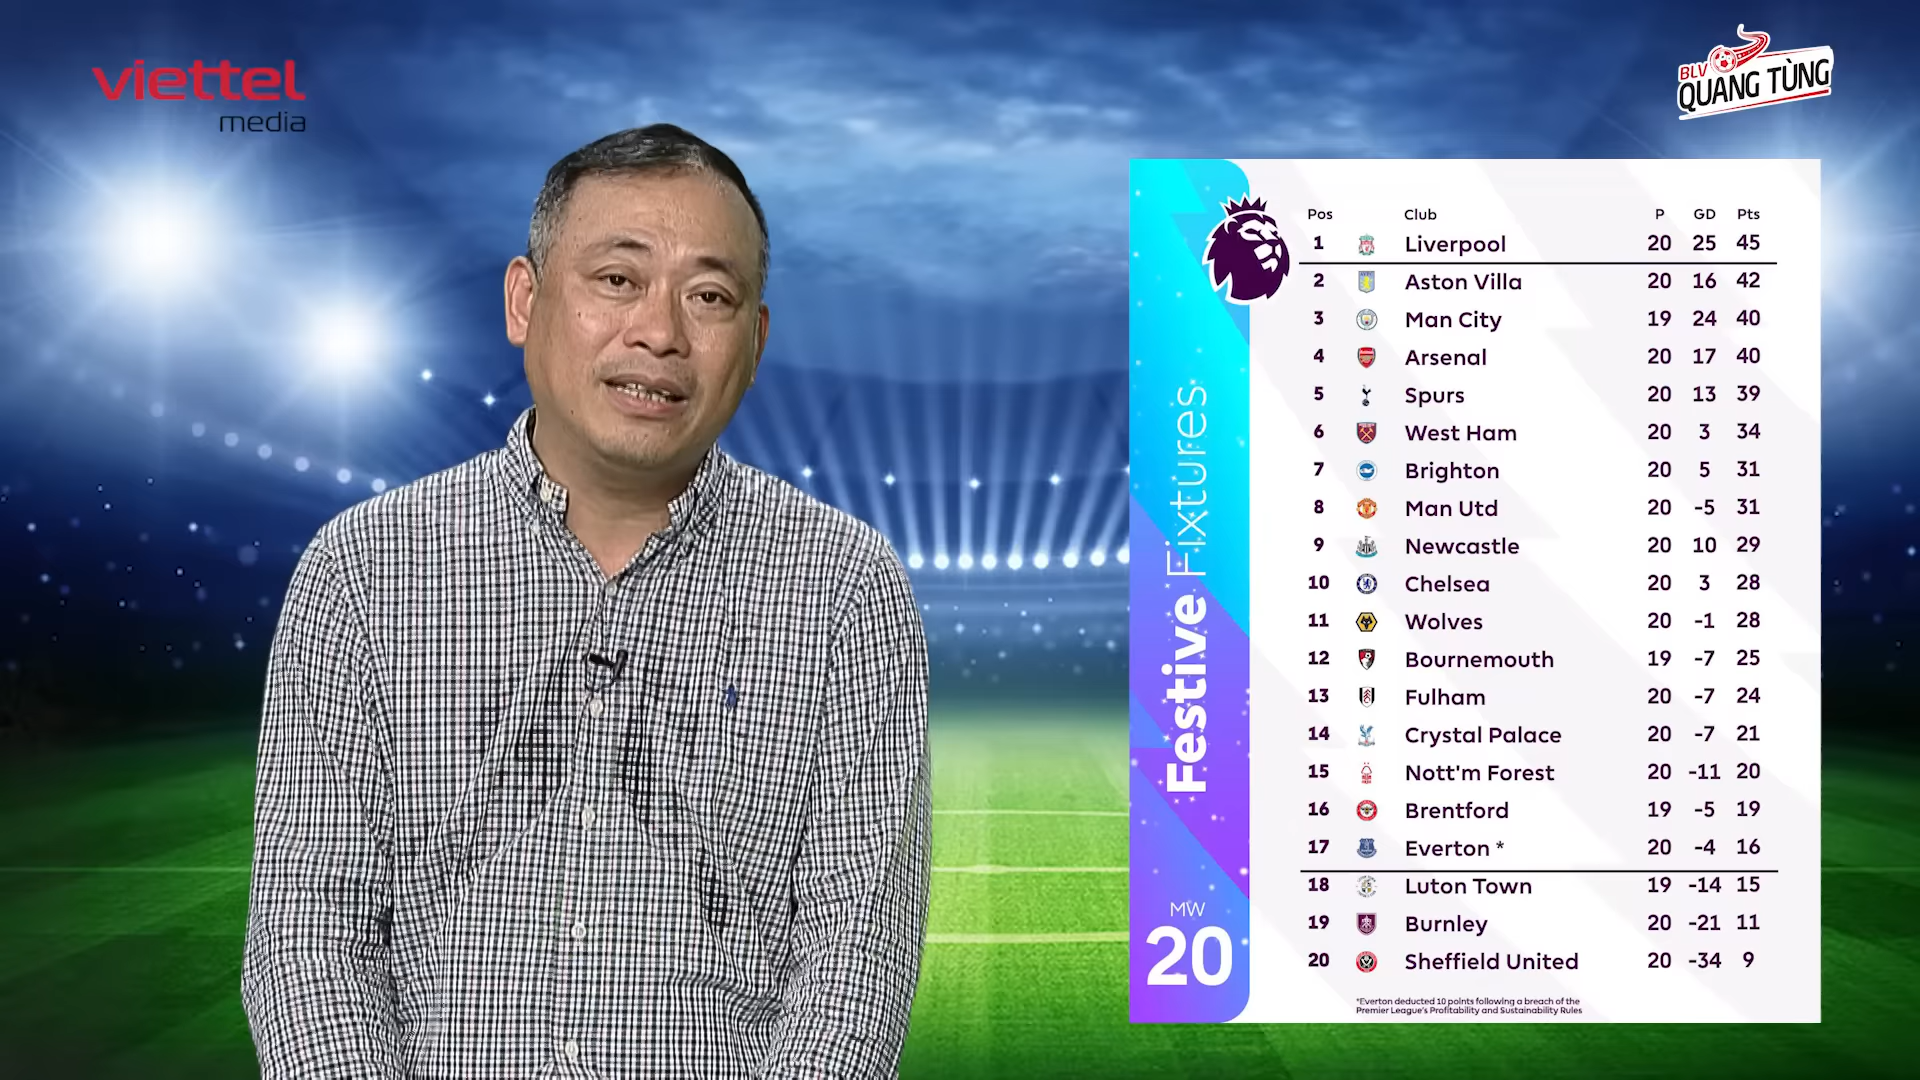 viettel
media
BLV
QUANG TÙNG
Pos Club P GD Pts
1 Liverpool 20 25 45
2 Aston Villa 20 16 42
3 Man City 19 24 40
4 Arsenal 20 17 40
5 Spurs 20 13 39
6 West Ham 20 3 34
7 Brighton 20 5 31
8 Man Utd 20 -5 31
9 Newcastle 20 10 29
10 Chelsea 20 3 28
11 Wolves 20 -1 28
12 Bournemouth 19 -7 25
13 Fulham 20 -7 24
14 Crystal Palace 20 -7 21
15 Nott'm Forest 20 -11 20
16 Brentford 19 -5 19
17 Everton * 20 -4 16
18 Luton Town 19 -14 15
19 Burnley 20 -21 11
20 Sheffield United 20 -34 9
*Everton deducted 10 points following a breach of the
Premier League's Profitability and Sustainability Rules
Festive Fixtures
MW
20